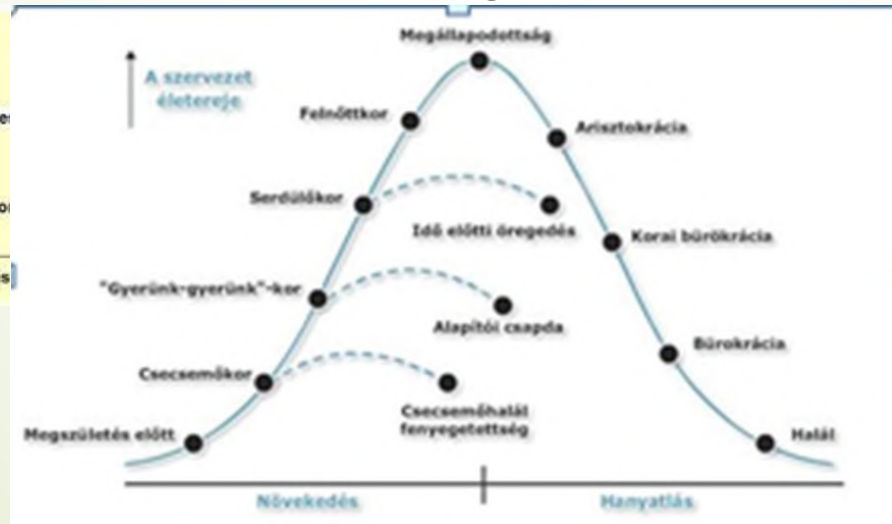 Megállapodottság
A szervezet
életereje
Felnőttkor
Arisztokrácia
Serdülőkor
Idő előtti öregedés
Korai bürökrácia
"Gyerünk-gyerünk"-kor
Alapítói csapda
Bürokrácia
Csecsemőkor
Csecsemőhalál
fenyegetettség
Megszületés előtt
Halál
Növekedés
Hanyatlás